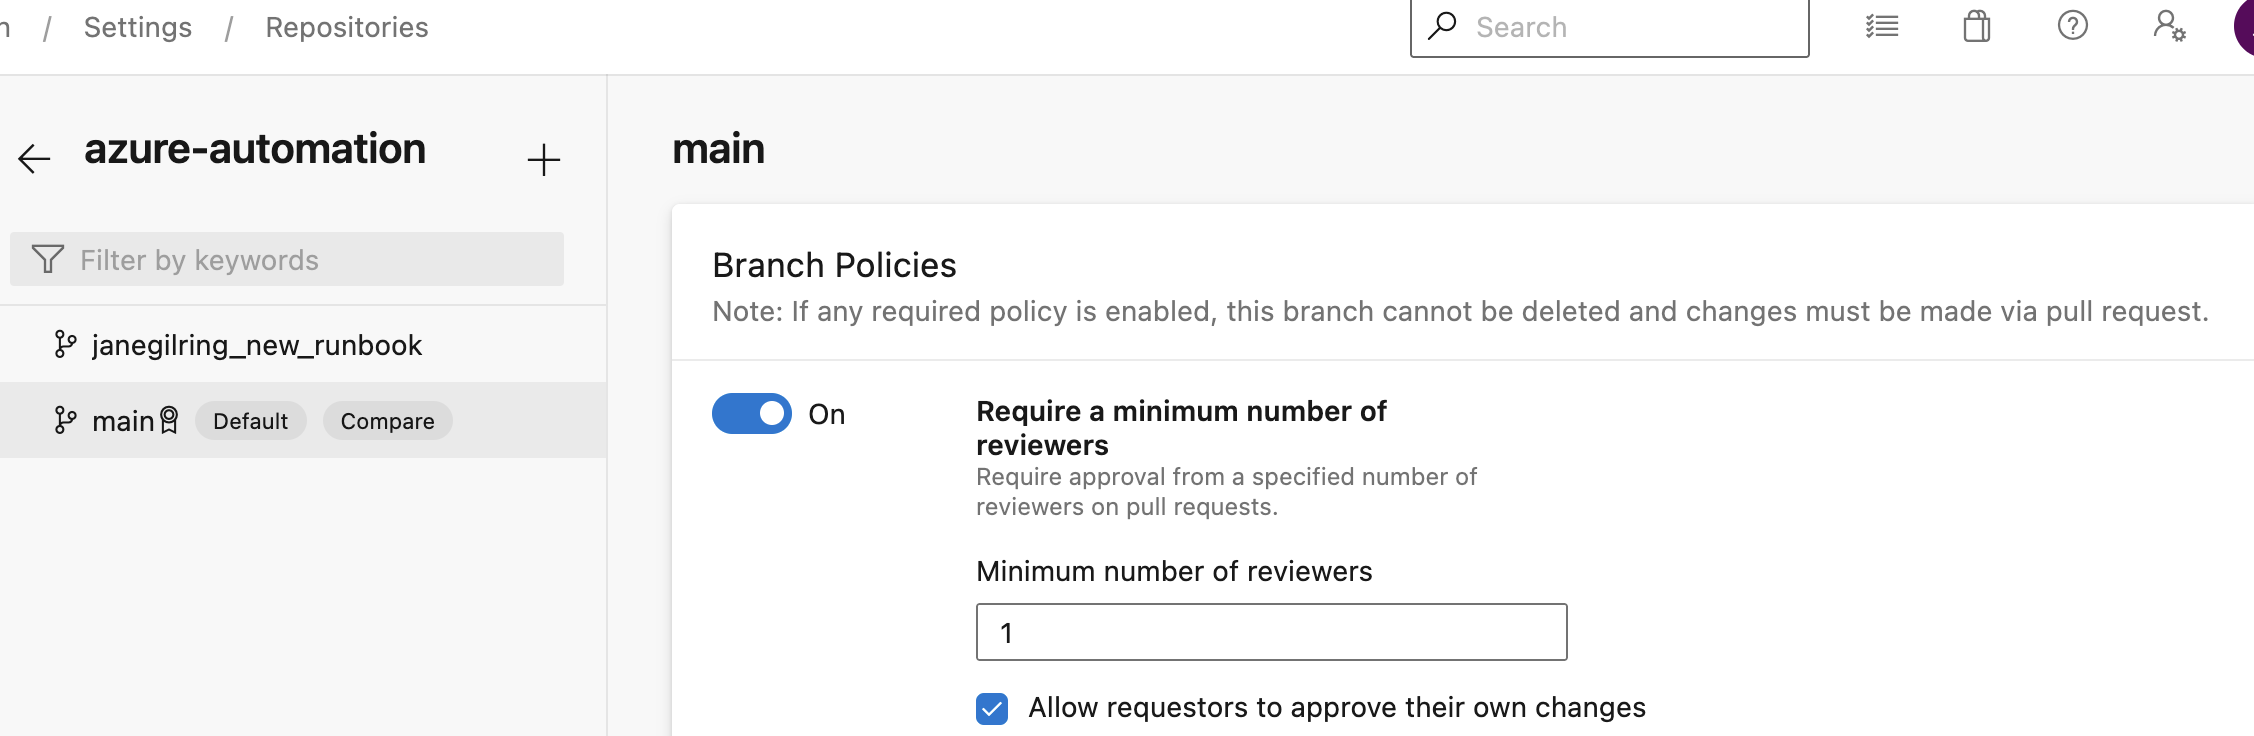 / Settings / Repositories
Search
azure-automation
Filter by keywords
janegilring_new_runbook
main Default Compare
main
Branch Policies
Note: If any required policy is enabled, this branch cannot be deleted and changes must be made via pull request.
On
Require a minimum number of
reviewers
Require approval from a specified number of
reviewers on pull requests.
Minimum number of reviewers
1
Allow requestors to approve their own changes